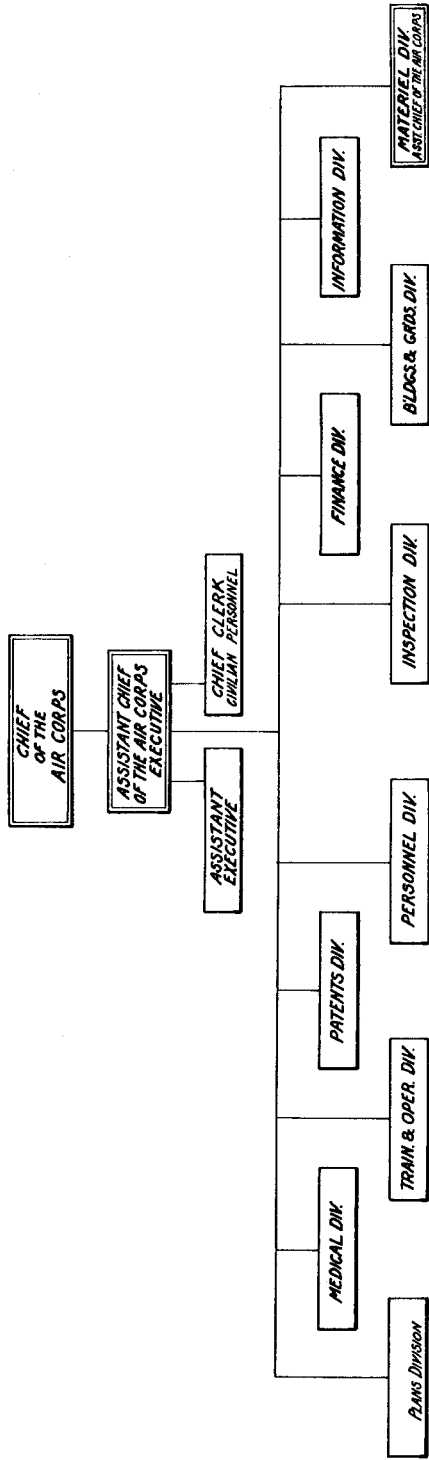 CHIEF
OF THE
AIR CORPS
ASSISTANT CHIEF
OF THE AIR CORPS
EXECUTIVE
ASSISTANT
EXECUTIVE
CHIEF CLERK
CIVILIAN PERSONNEL
MEDICAL DIV.
PATENTS DIV.
FINANCE DIV.
INFORMATION DIV.
PLANS DIVISION
TRAIN. & OPER. DIV.
PERSONNEL DIV.
INSPECTION DIV.
B'LDGS. & GRDS. DIV.
MATERIEL DIV.
ASST. CHIEF OF THE AIR CORPS